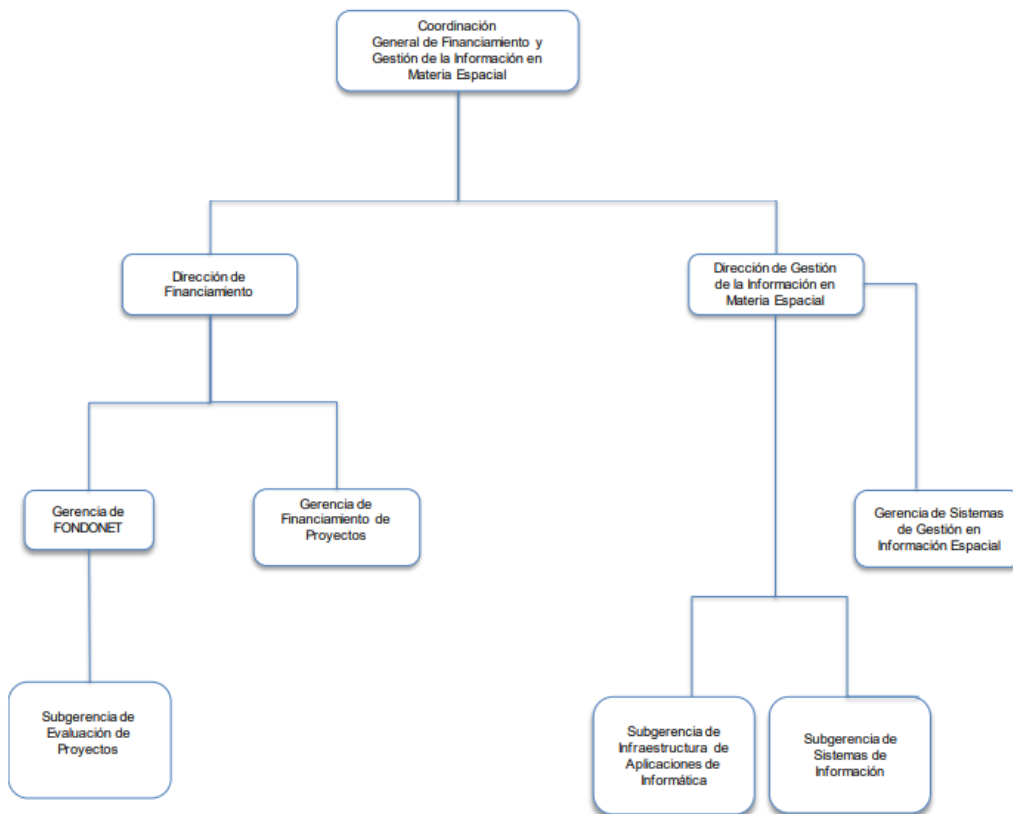 Coordinación
General de Financiamiento y
Gestión de la Información en
Materia Espacial
Dirección de
Financiamiento
Dirección de Gestión
de la Información en
Materia Espacial
Gerencia de
FONDONET
Gerencia de
Financiamiento de
Proyectos
Gerencia de Sistemas
de Gestión en
Información Espacial
Subgerencia de
Evaluación de
Proyectos
Subgerencia de
Infraestructura de
Aplicaciones de
Informática
Subgerencia de
Sistemas de
Información